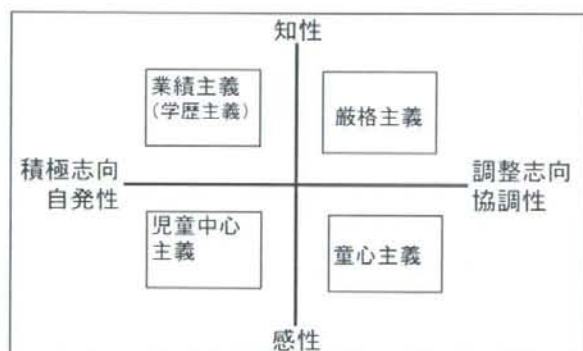 知性
業績主義
(学歴主義)
厳格主義
積極志向
自発性
調整志向
協調性
児童中心
主義
童心主義
感性